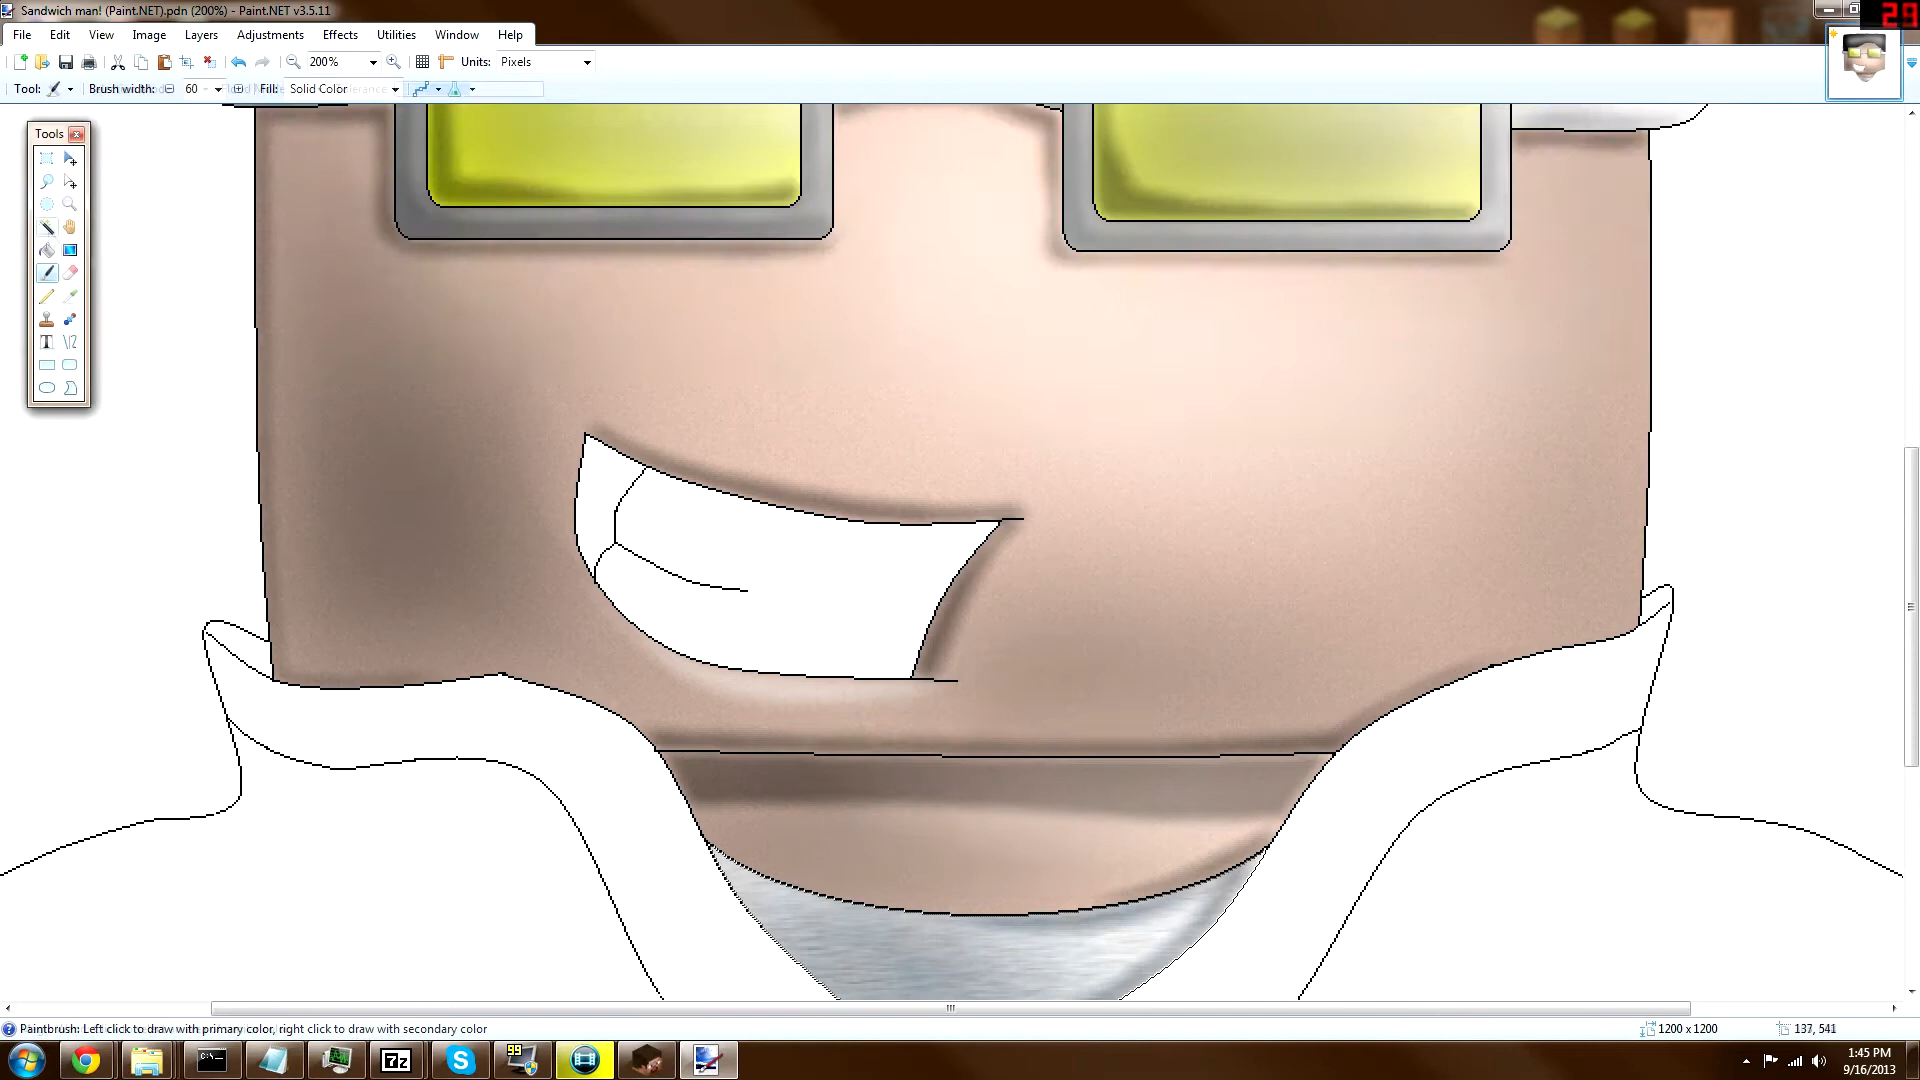 Sandwich man! (Paint.NET).pdn (200%) - Paint.NET v3.5.11
29
File Edit View Image Layers Adjustments Effects Utilities Window Help
200% Units: Pixels
Tool: Brush width: 60 Fill: Solid Color
Tools
Paintbrush: Left click to draw with primary color, right click to draw with secondary color
1200 x 1200
137, 541
C:\
7z
99
1:45 PM
9/16/2013